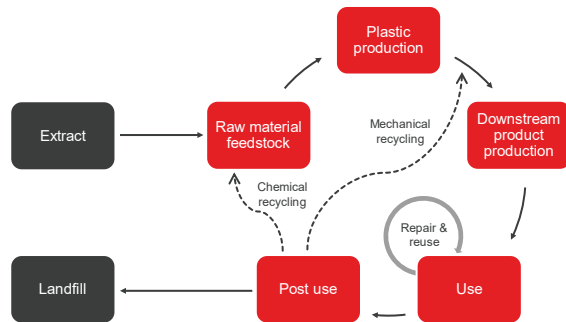 Plastic
production
Mechanical
recycling
Extract
Raw material
feedstock
Downstream
product
production
Chemical
recycling
Repair &
reuse
Landfill
Post use
Use